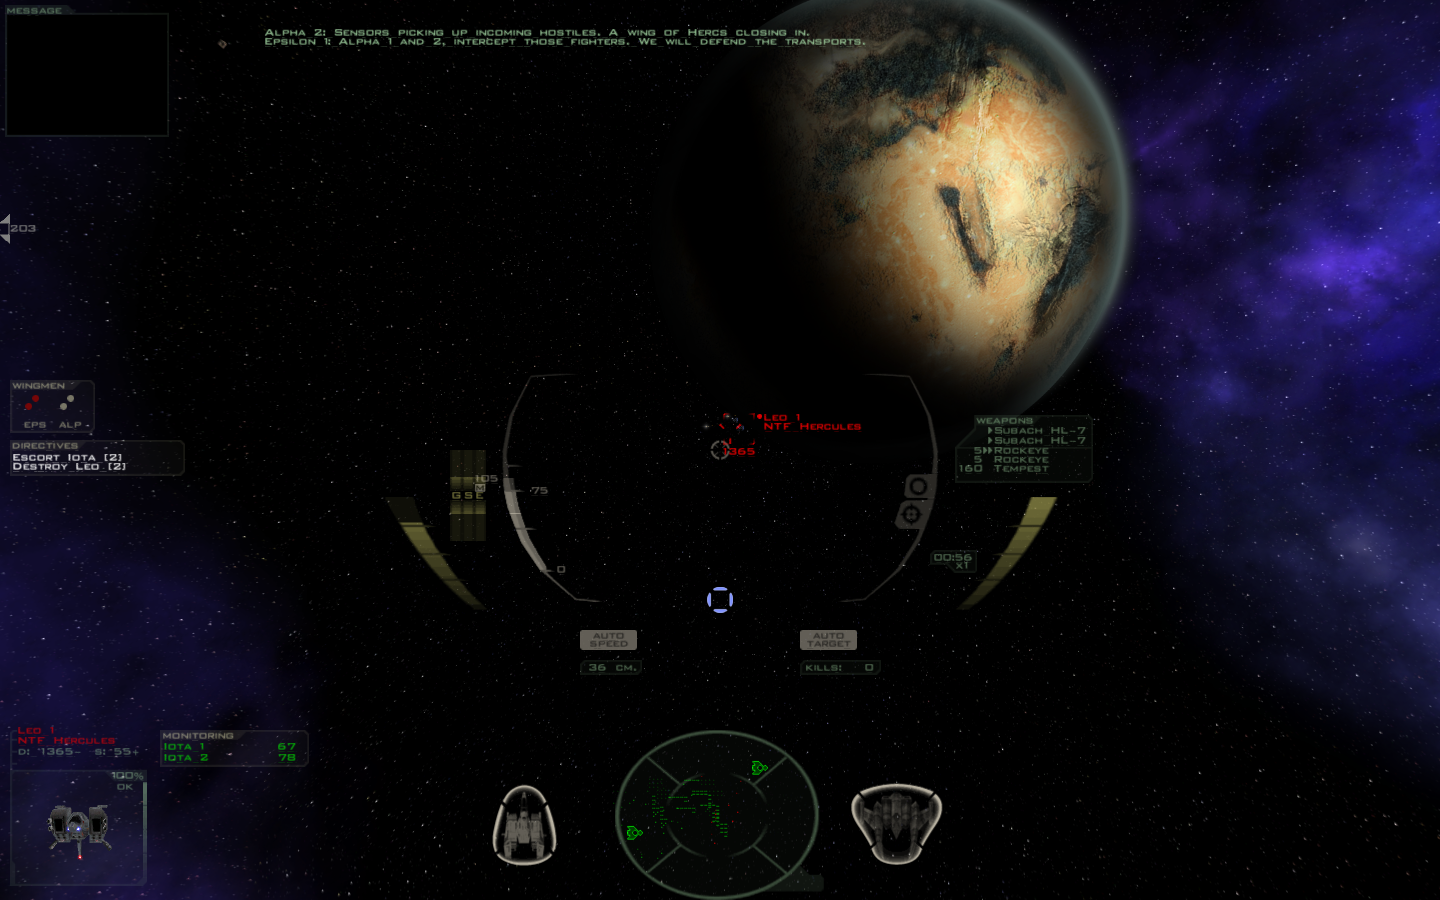 MESSAGE
Alpha 2: Sensors picking up incoming hostiles. A wing of Hercs closing in.
Epsilon 1: Alpha 1 and 2, intercept those fighters. We will defend the transports.
203
WINGMEN
EPS ALP
DIRECTIVES
Escort Iota [2]
Destroy Leo [2]
Leo 1
NTF Hercules
1365
WEAPONS
Subach HL-7
Subach HL-7
5 Rockeye
5 Rockeye
160 Tempest
105
M
G S E
75
0
00:56
X1
AUTO SPEED
AUTO TARGET
36 CM.
KILLS: 0
Leo 1
NTF Hercules
D: 1365- S: 55+
100%
OK
MONITORING
Iota 1 67
Iota 2 78